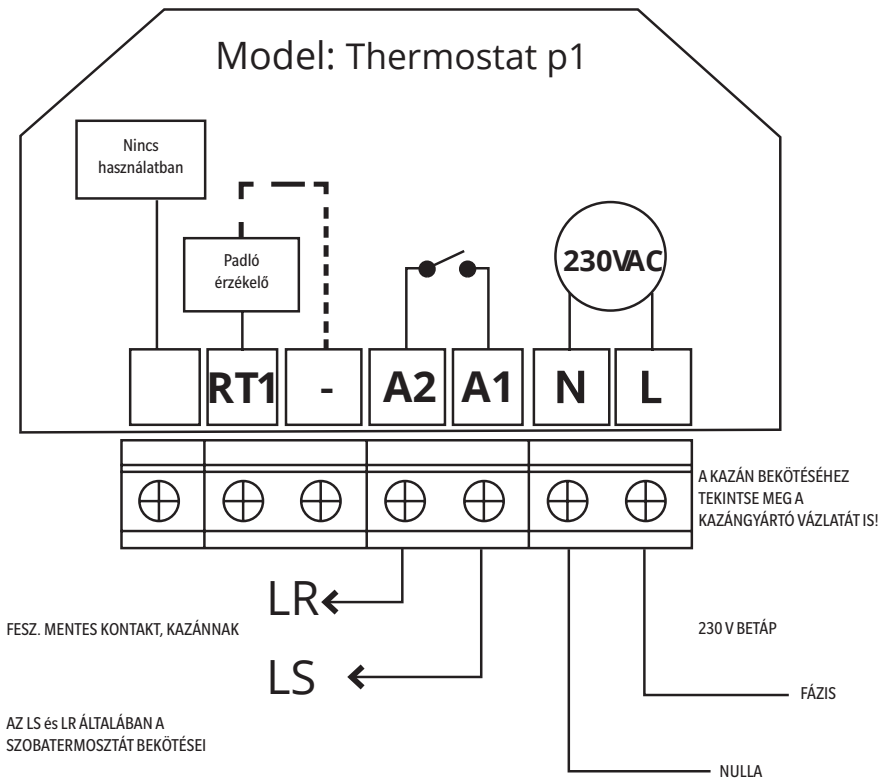 Model: Thermostat p1
Nincs
használatban
Padló
érzékelő
230VAC
RT1 - A2 A1 N L
A KAZÁN BEKÖTÉSÉHEZ
TEKINTSE MEG A
KAZÁNGYÁRTÓ VÁZLATÁT IS!
LR
FESZ. MENTES KONTAKT, KAZÁNNAK
230 V BETÁP
LS
FÁZIS
AZ LS és LR ÁLTALÁBAN A
SZOBATERMOSZTÁT BEKÖTÉSEI
NULLA